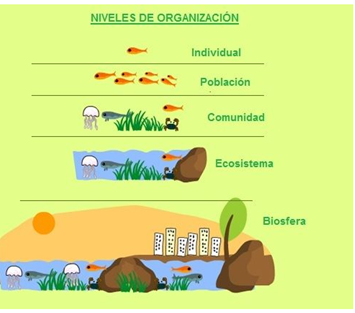 NIVELES DE ORGANIZACIÓN
Individual
Población
Comunidad
Ecosistema
Biosfera